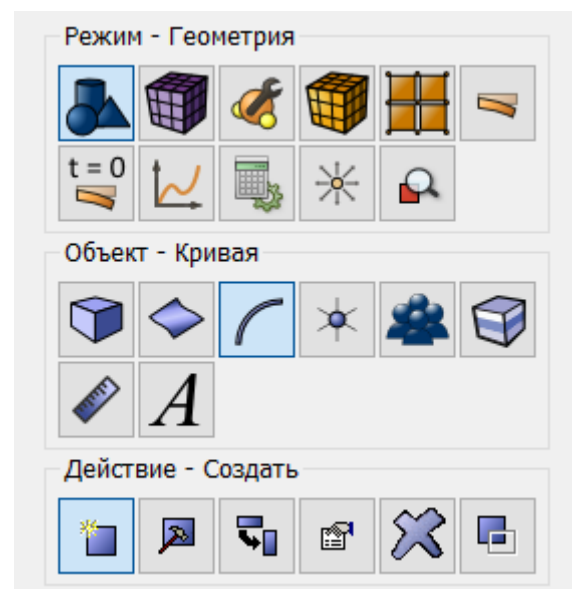 Режим - Геометрия
t = 0
Объект - Кривая
A
Действие - Создать